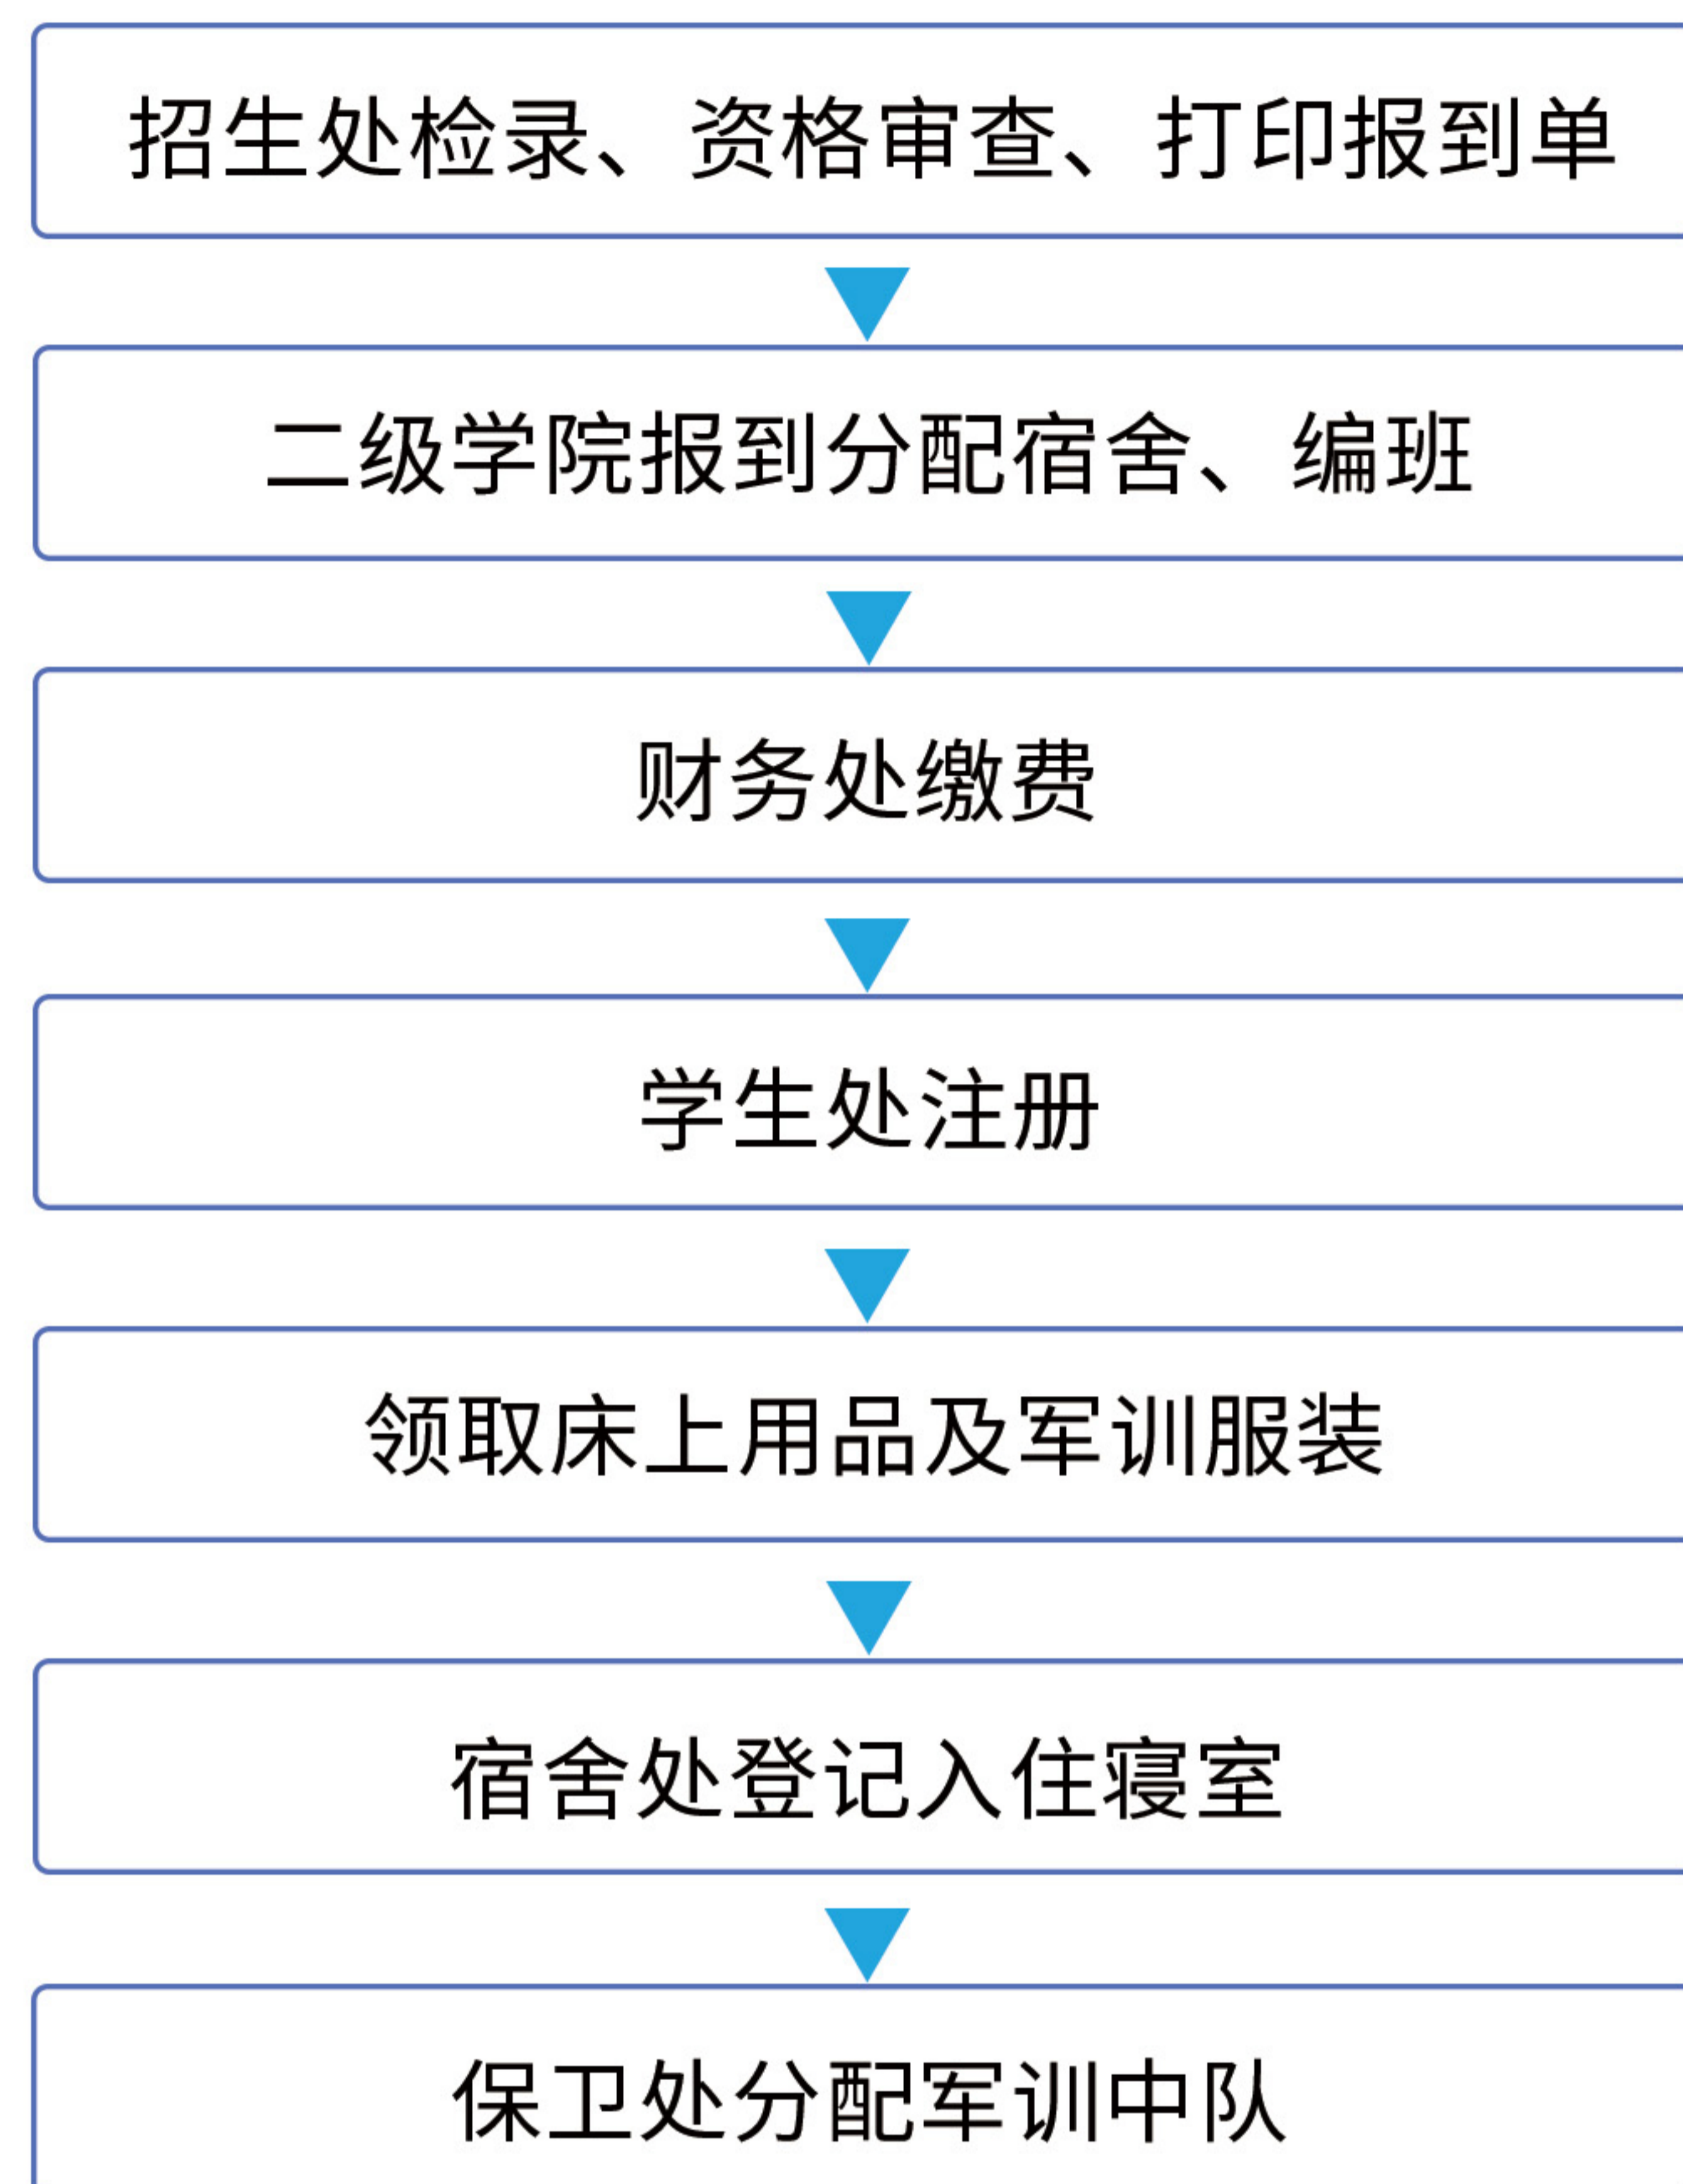 招生处检录、资格审查、打印报到单
二级学院报到分配宿舍、编班
财务处缴费
学生处注册
领取床上用品及军训服装
宿舍处登记入住寝室
保卫处分配军训中队